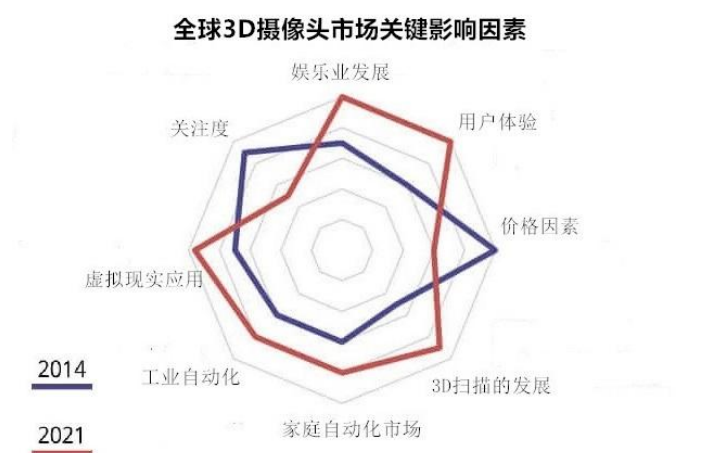 全球3D摄像头市场关键影响因素
娱乐业发展
关注度
用户体验
价格因素
虚拟现实应用
工业自动化
3D扫描的发展
家庭自动化市场
2014
2021